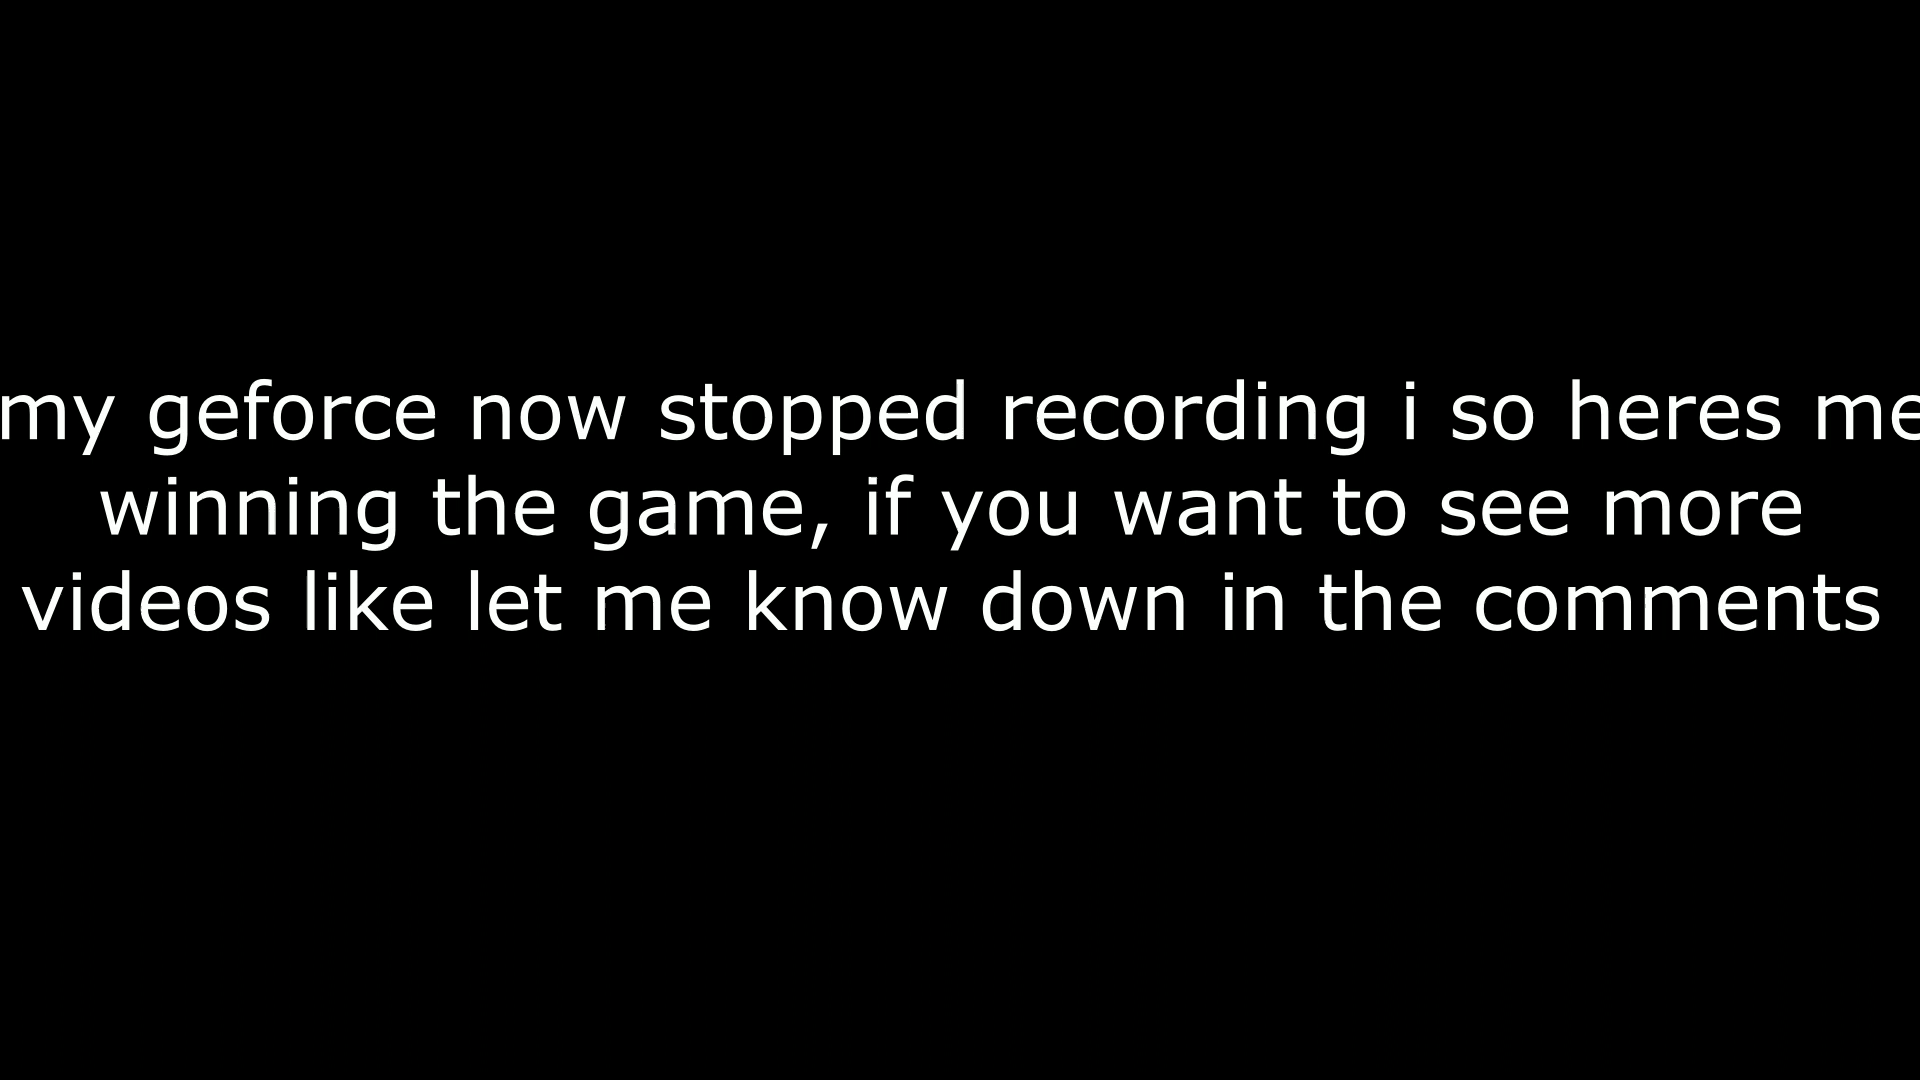 my geforce now stopped recording i so heres me
winning the game, if you want to see more
videos like let me know down in the comments